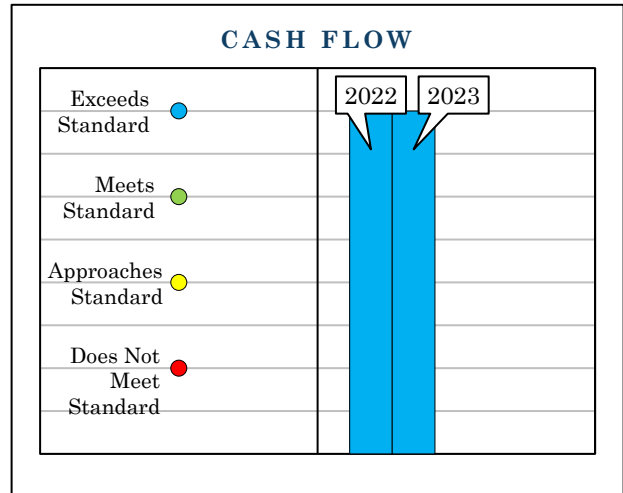 CASH FLOW
Exceeds
Standard
Meets
Standard
Approaches
Standard
Does Not
Meet
Standard
2022
2023